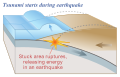 Tsunami starts during earthquake
Stuck area ruptures,
releasing energy
in an earthquake